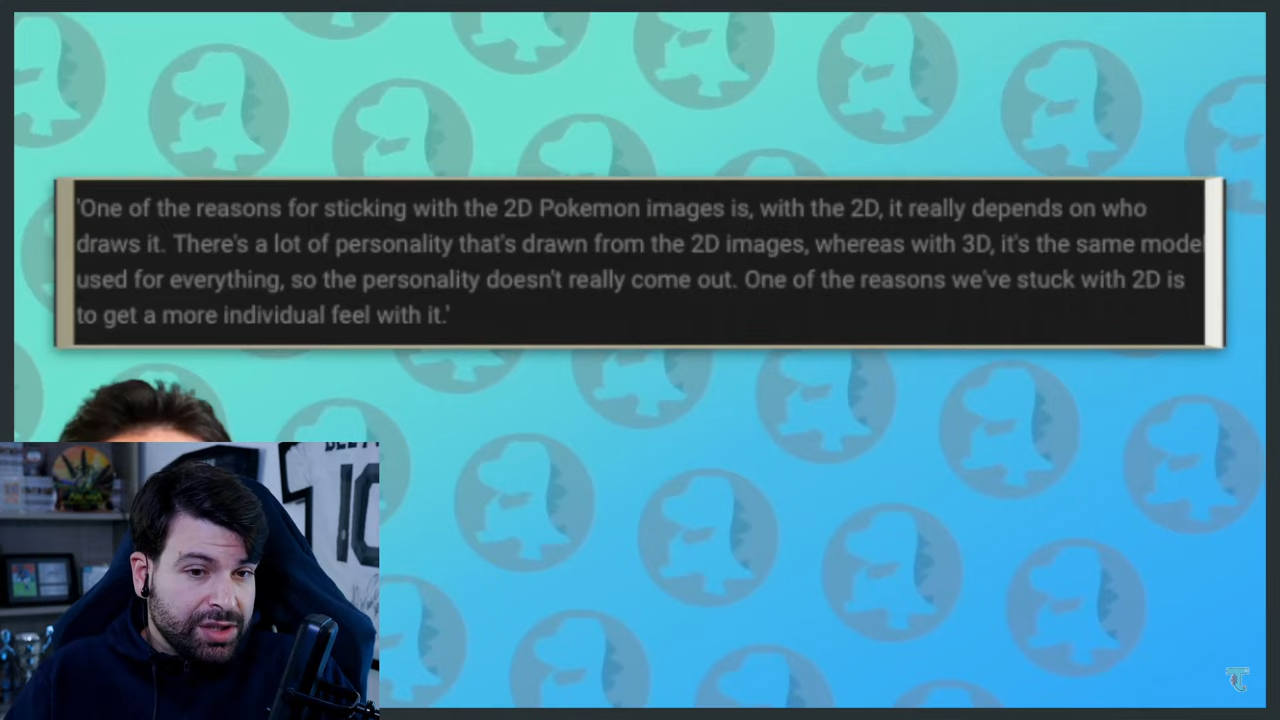 'One of the reasons for sticking with the 2D Pokemon images is, with the 2D, it really depends on who
draws it. There's a lot of personality that's drawn from the 2D images, whereas with 3D, it's the same model
used for everything, so the personality doesn't really come out. One of the reasons we've stuck with 2D is
to get a more individual feel with it.'
10